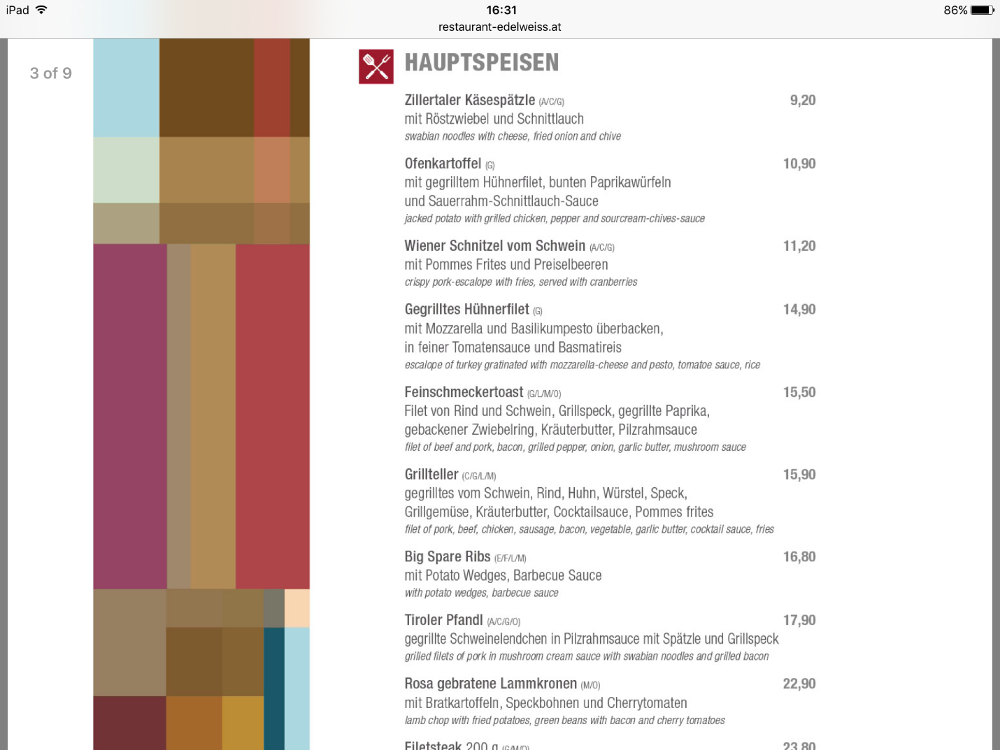 iPad
16:31
86%
restaurant-edelweiss.at
3 of 9
HAUPTSPEISEN
Zillertaler Käsespätzle (A/C/G) 9,20
mit Röstzwiebel und Schnittlauch
swabian noodles with cheese, fried onion and chive
Ofenkartoffel (G) 10,90
mit gegrilltem Hühnerfilet, bunten Paprikawürfeln
und Sauerrahm-Schnittlauch-Sauce
jacked potato with grilled chicken, pepper and sourcream-chives-sauce
Wiener Schnitzel vom Schwein (A/C/G) 11,20
mit Pommes Frites und Preiselbeeren
crispy pork-escalope with fries, served with cranberries
Gegrilltes Hühnerfilet (G) 14,90
mit Mozzarella und Basilikumpesto überbacken,
in feiner Tomatensauce und Basmatireis
escalope of turkey gratinated with mozzarella-cheese and pesto, tomatoe sauce, rice
Feinschmeckertoast (G/L/M/O) 15,50
Filet von Rind und Schwein, Grillspeck, gegrillte Paprika,
gebackener Zwiebelring, Kräuterbutter, Pilzrahmsauce
filet of beef and pork, bacon, grilled pepper, onion, garlic butter, mushroom sauce
Grillteller (C/G/L/M) 15,90
gegrilltes vom Schwein, Rind, Huhn, Würstel, Speck,
Grillgemüse, Kräuterbutter, Cocktailsauce, Pommes frites
filet of pork, beef, chicken, sausage, bacon, vegetable, garlic butter, cocktail sauce, fries
Big Spare Ribs (E/F/L/M) 16,80
mit Potato Wedges, Barbecue Sauce
with potato wedges, barbecue sauce
Tiroler Pfandl (A/C/G/O) 17,90
gegrillte Schweinelendchen in Pilzrahmsauce mit Spätzle und Grillspeck
grilled filets of pork in mushroom cream sauce with swabian noodles and grilled bacon
Rosa gebratene Lammkronen (M/O) 22,90
mit Bratkartoffeln, Speckbohnen und Cherrytomaten
lamb chop with fried potatoes, green beans with bacon and cherry tomatoes
Filetsteak 200 g (G/M/O) 23,80